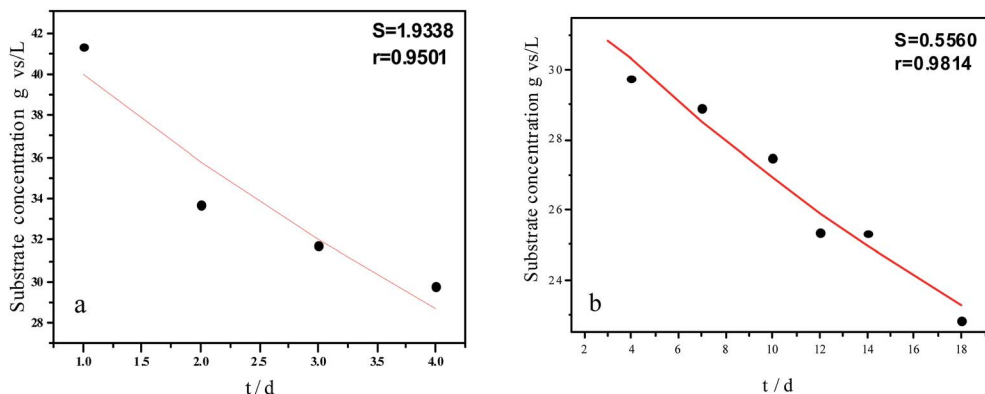 S=1.9338
r=0.9501
42
40
38
36
34
32
30
28
Substrate concentration g vs/L
a
1.0 1.5 2.0 2.5 3.0 3.5 4.0
t / d
S=0.5560
r=0.9814
30
28
26
24
Substrate concentration g vs/L
b
2 4 6 8 10 12 14 16 18
t / d